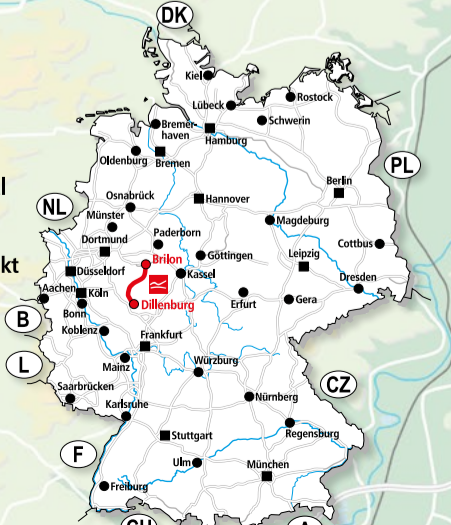 DK
Kiel
Rostock
Lübeck
Schwerin
Bremer-
haven
Hamburg
Oldenburg
Bremen
PL
Berlin
l
Osnabrück
Hannover
NL
Münster
Magdeburg
Dortmund
Paderborn
Cottbus
kt
Brilon
Göttingen
Leipzig
Düsseldorf
Kassel
Dresden
Aachen
Köln
Dillenburg
Erfurt
Gera
B
Bonn
Koblenz
Frankfurt
L
Mainz
Würzburg
CZ
Saarbrücken
Nürnberg
Karlsruhe
Regensburg
Stuttgart
F
Ulm
München
Freiburg
CH
A